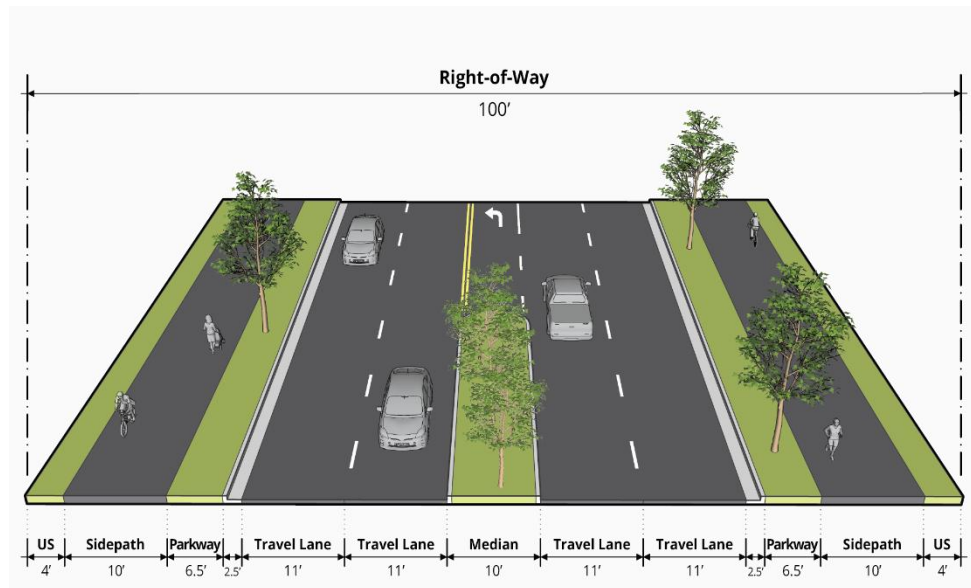 Right-of-Way
100’
US Sidepath Parkway Travel Lane Travel Lane Median Travel Lane Travel Lane Parkway Sidepath US
4’ 10’ 6.5’ 2.5’ 11’ 11’ 10’ 11’ 11’ 2.5’ 6.5’ 10’ 4’